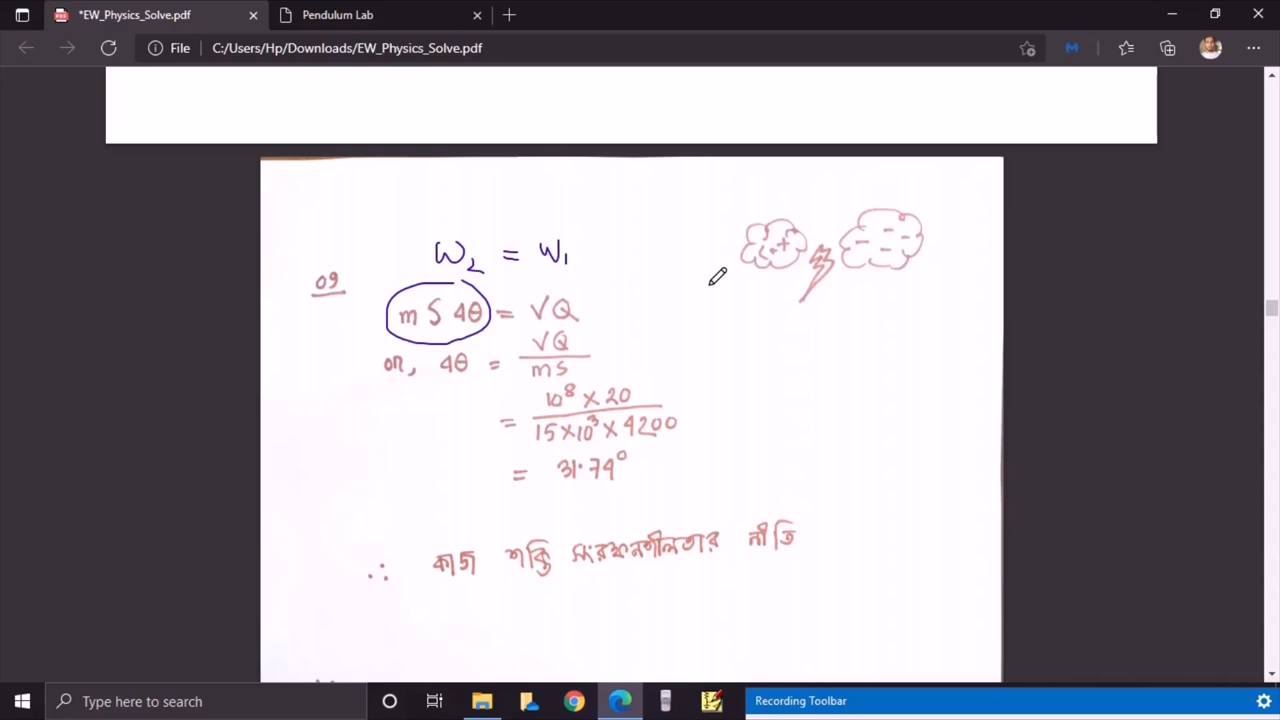 *EW_Physics_Solve.pdf
Pendulum Lab
File C:/Users/Hp/Downloads/EW_Physics_Solve.pdf
+ - - - -
W₂ = W₁
09
m S Δθ = VQ
or, Δθ = VQ / mS
= 10⁸ × 20 / 15×10³ × 4200
= 31.74°
∴ কাজ শক্তি সংরক্ষনশীলতার নীতি
Type here to search
Recording Toolbar